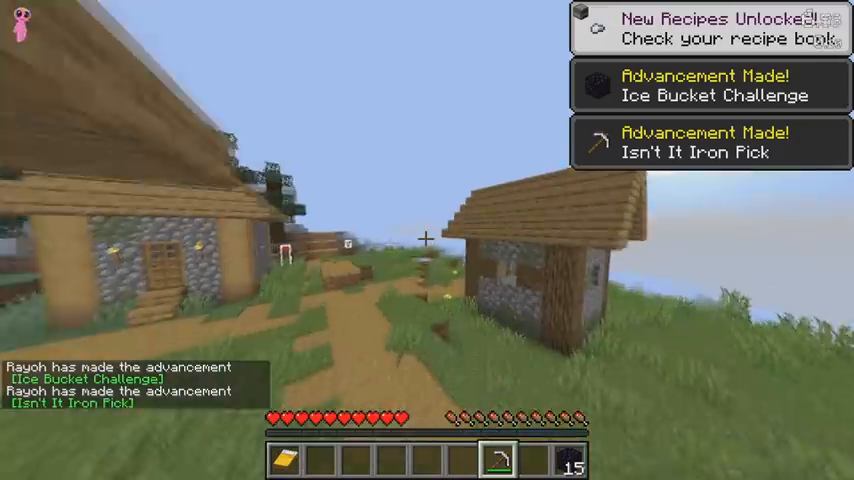 New Recipes Unlocked!
Check your recipe book
Advancement Made!
Ice Bucket Challenge
Advancement Made!
Isn't It Iron Pick
Rayoh has made the advancement
[Ice Bucket Challenge]
Rayoh has made the advancement
[Isn't It Iron Pick]
15